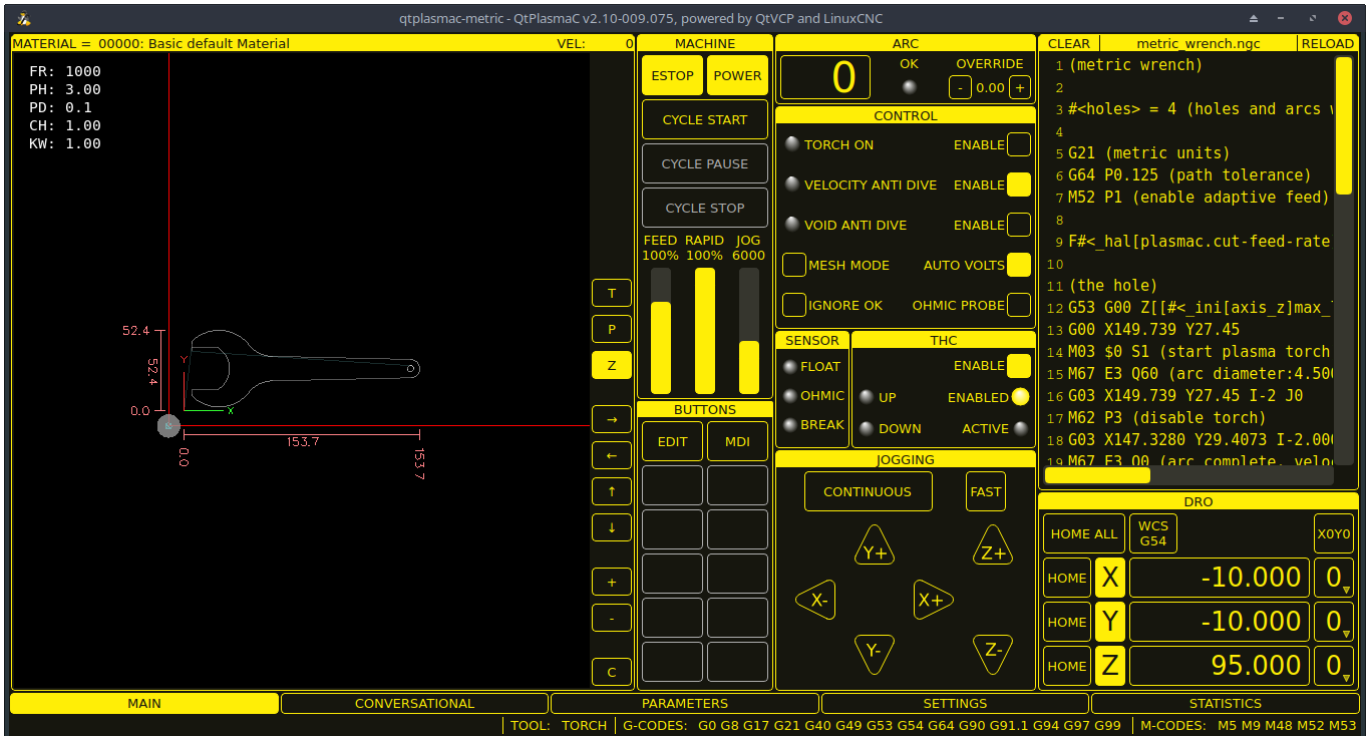 qtplasmac-metric - QtPlasmaC v2.10-009.075, powered by QtVCP and LinuxCNC
MATERIAL = 00000: Basic default Material VEL: 0
FR: 1000
PH: 3.00
PD: 0.1
CH: 1.00
KW: 1.00
52.4
52.4
0.0
Y
X
153.7
0.0
153.7
T
P
Z
→
←
↑
↓
+
-
C
MACHINE
ESTOP POWER
CYCLE START
CYCLE PAUSE
CYCLE STOP
FEED RAPID JOG
100% 100% 6000
BUTTONS
EDIT MDI
ARC
0 OK OVERRIDE
- 0.00 +
CONTROL
TORCH ON ENABLE
VELOCITY ANTI DIVE ENABLE
VOID ANTI DIVE ENABLE
MESH MODE AUTO VOLTS
IGNORE OK OHMIC PROBE
SENSOR
FLOAT
OHMIC
BREAK
THC
ENABLE
UP ENABLED
DOWN ACTIVE
JOGGING
CONTINUOUS FAST
Y+ Z+
X- X+
Y- Z-
CLEAR metric_wrench.ngc RELOAD
1 (metric wrench)
2
3 #<holes> = 4 (holes and arcs
4
5 G21 (metric units)
6 G64 P0.125 (path tolerance)
7 M52 P1 (enable adaptive feed)
8
9 F#<_hal[plasmac.cut-feed-rate
10
11 (the hole)
12 G53 G00 Z[[#<_ini[axis_z]max_
13 G00 X149.739 Y27.45
14 M03 $0 S1 (start plasma torch
15 M67 E3 Q60 (arc diameter:4.500
16 G03 X149.739 Y27.45 I-2 J0
17 M62 P3 (disable torch)
18 G03 X147.3280 Y29.4073 I-2.000
19 M67 E3 Q0 (arc complete, velo
DRO
HOME ALL WCS G54 X0Y0
HOME X -10.000 0
HOME Y -10.000 0
HOME Z 95.000 0
MAIN CONVERSATIONAL PARAMETERS SETTINGS STATISTICS
TOOL: TORCH G-CODES: G0 G8 G17 G21 G40 G49 G53 G54 G64 G90 G91.1 G94 G97 G99 M-CODES: M5 M9 M48 M52 M53